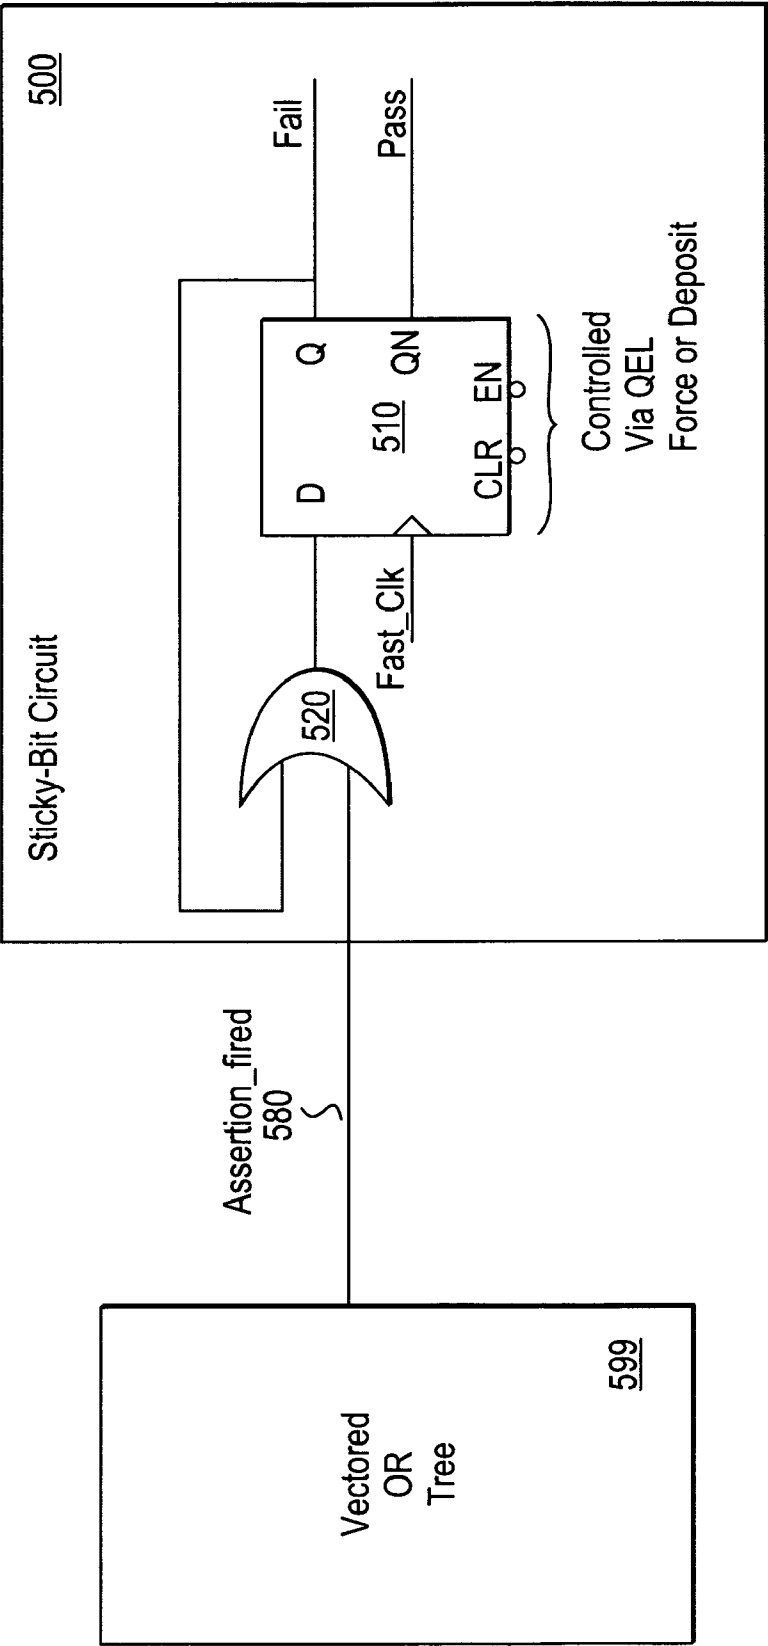 Sticky-Bit Circuit
500
Vectored
OR
Tree
599
Assertion_fired
580
520
Fast_Clk
D
Q
510
QN
CLR
EN
Fail
Pass
Controlled
Via QEL
Force or Deposit